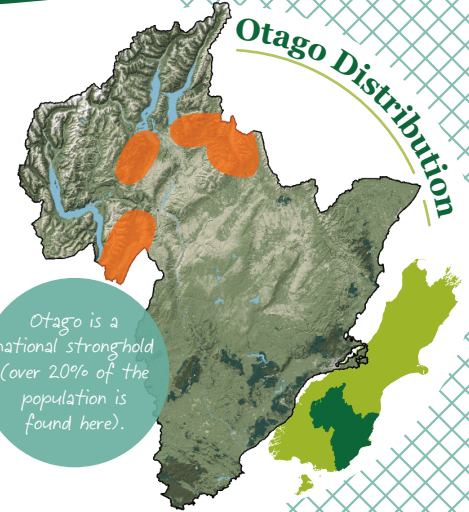 Otago Distribution
Otago is a
national stronghold
(over 20% of the
population is
found here).